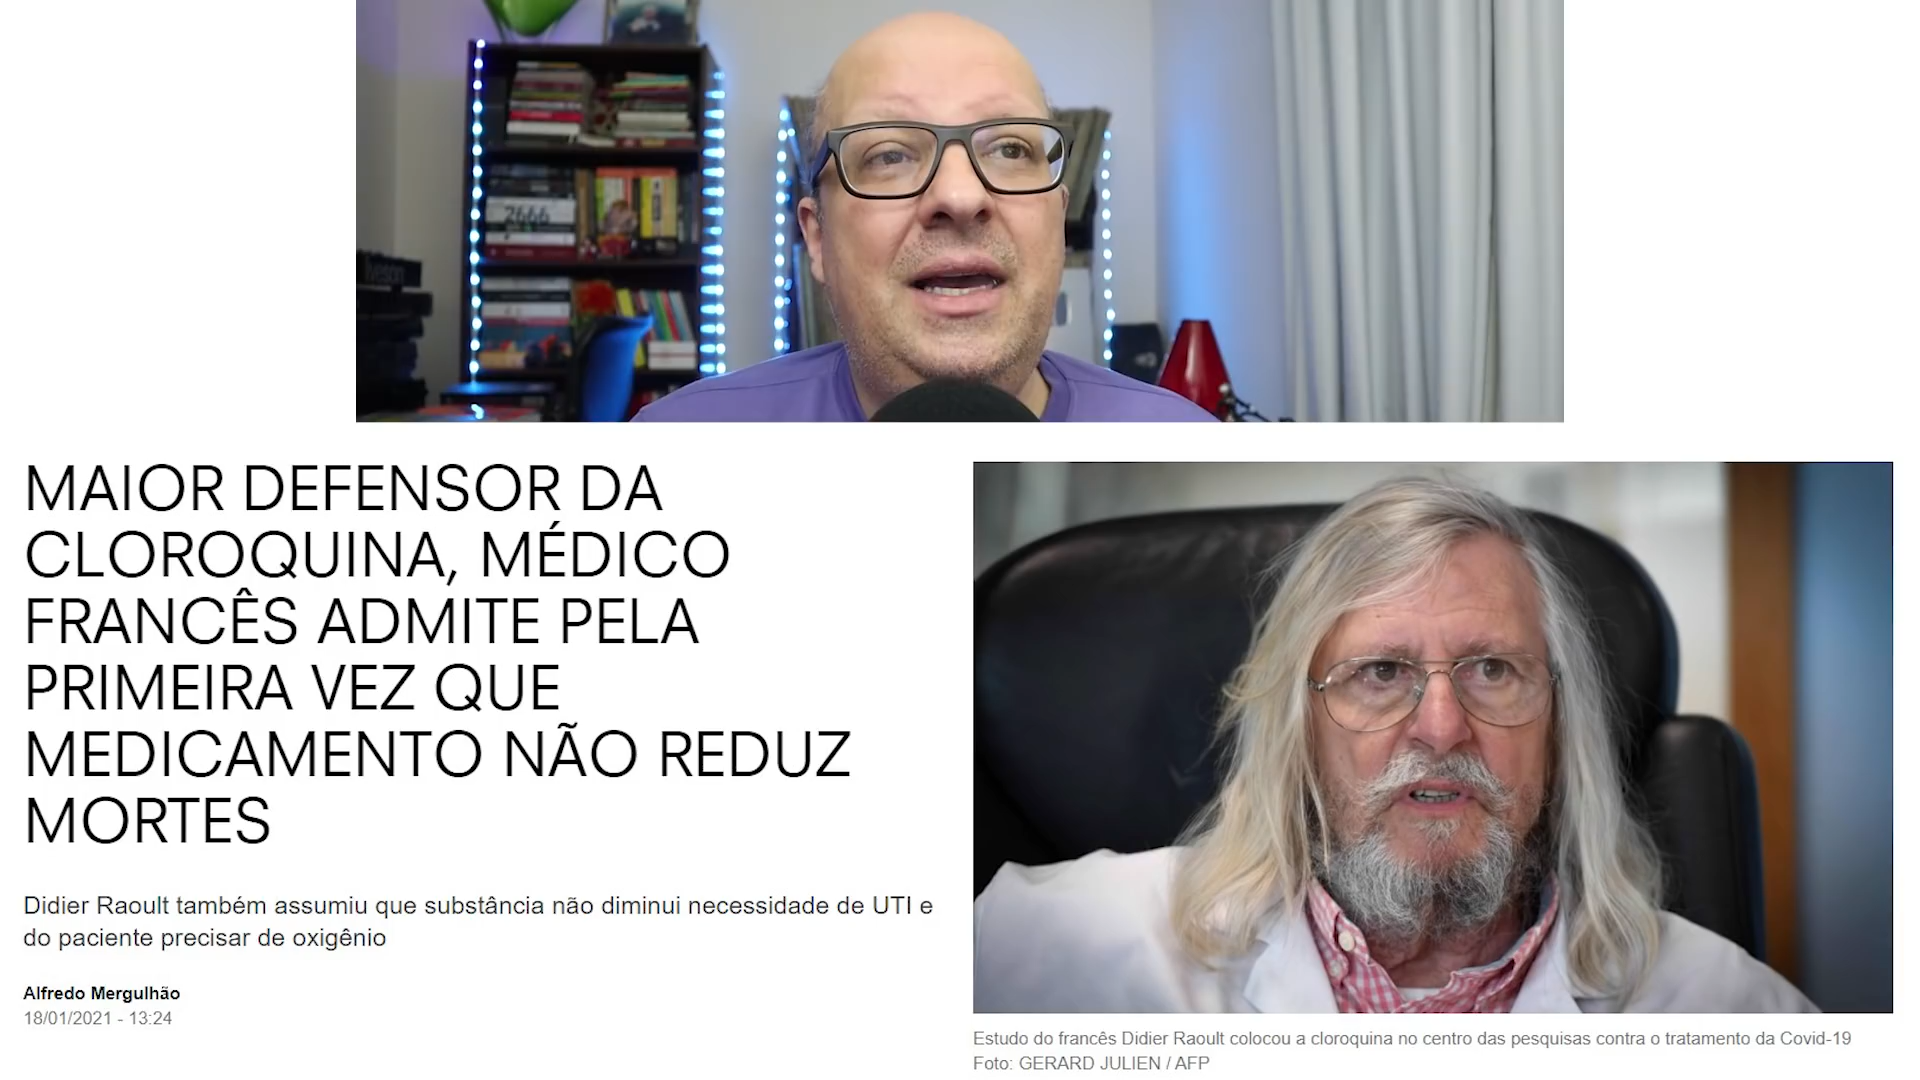 2666
MAIOR DEFENSOR DA
CLOROQUINA, MÉDICO
FRANCÊS ADMITE PELA
PRIMEIRA VEZ QUE
MEDICAMENTO NÃO REDUZ
MORTES
Didier Raoult também assumiu que substância não diminui necessidade de UTI e
do paciente precisar de oxigênio
Alfredo Mergulhão
18/01/2021 - 13:24
Estudo do francês Didier Raoult colocou a cloroquina no centro das pesquisas contra o tratamento da Covid-19
Foto: GERARD JULIEN / AFP